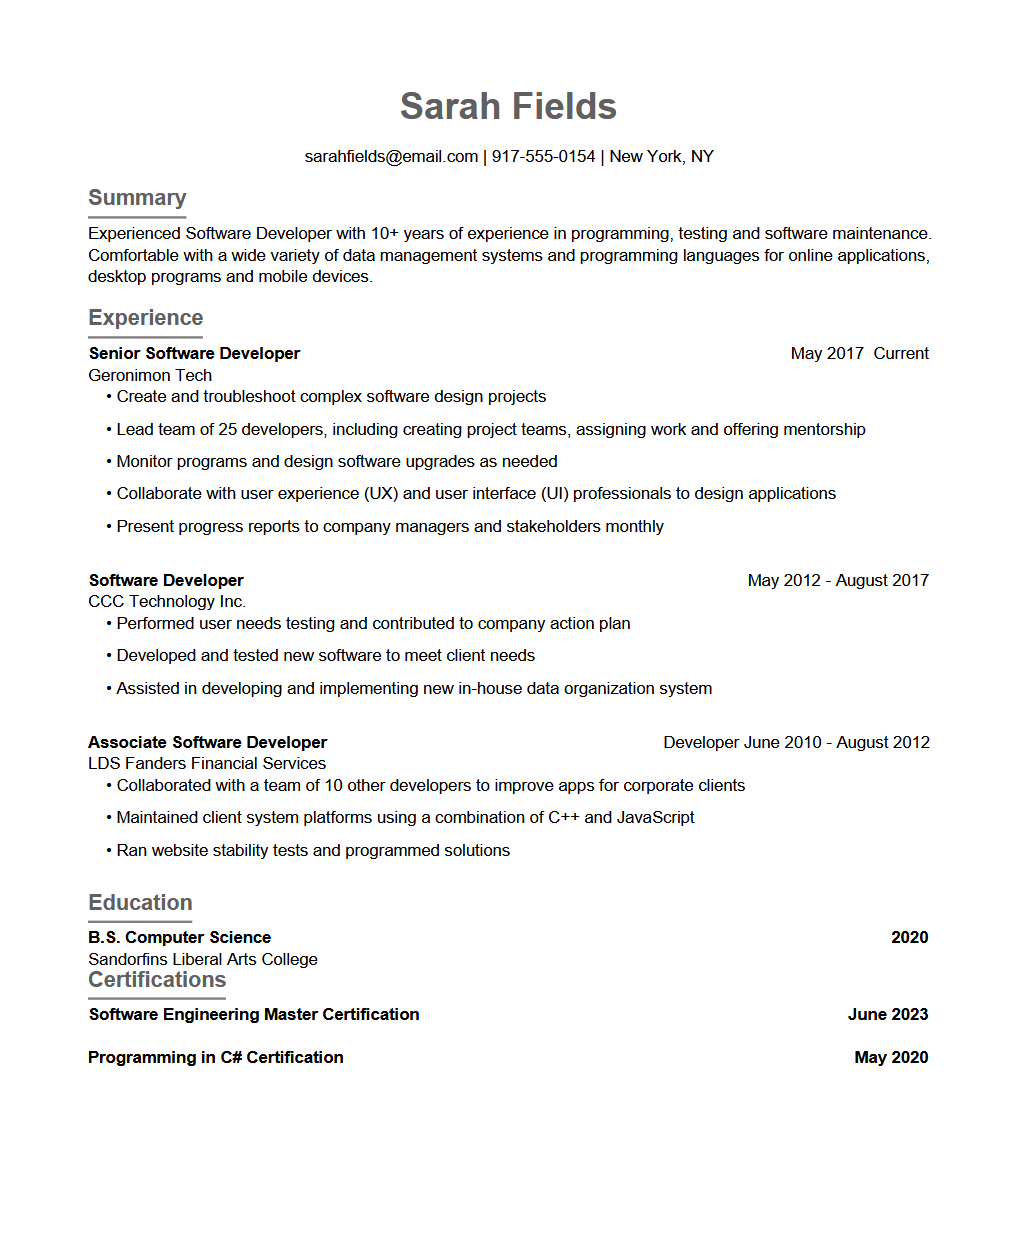 Sarah Fields
sarahfields@email.com | 917-555-0154 | New York, NY
Summary
Experienced Software Developer with 10+ years of experience in programming, testing and software maintenance.
Comfortable with a wide variety of data management systems and programming languages for online applications,
desktop programs and mobile devices.
Experience
Senior Software Developer May 2017  Current
Geronimon Tech
• Create and troubleshoot complex software design projects
• Lead team of 25 developers, including creating project teams, assigning work and offering mentorship
• Monitor programs and design software upgrades as needed
• Collaborate with user experience (UX) and user interface (UI) professionals to design applications
• Present progress reports to company managers and stakeholders monthly
Software Developer May 2012 - August 2017
CCC Technology Inc.
• Performed user needs testing and contributed to company action plan
• Developed and tested new software to meet client needs
• Assisted in developing and implementing new in-house data organization system
Associate Software Developer Developer June 2010 - August 2012
LDS Fanders Financial Services
• Collaborated with a team of 10 other developers to improve apps for corporate clients
• Maintained client system platforms using a combination of C++ and JavaScript
• Ran website stability tests and programmed solutions
Education
B.S. Computer Science 2020
Sandorfins Liberal Arts College
Certifications
Software Engineering Master Certification June 2023
Programming in C# Certification May 2020